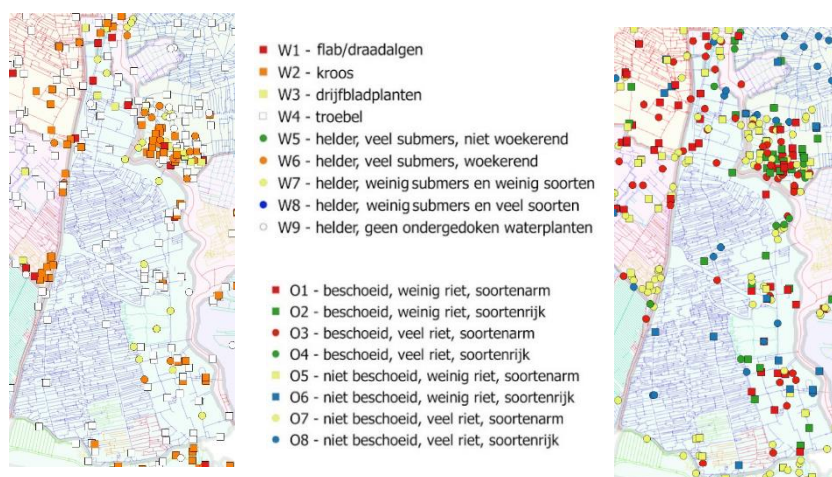 W1 - flab/draadalgen
W2 - kroos
W3 - drijfbladplanten
W4 - troebel
W5 - helder, veel submers, niet woekerend
W6 - helder, veel submers, woekerend
W7 - helder, weinig submers en weinig soorten
W8 - helder, weinig submers en veel soorten
W9 - helder, geen ondergedoken waterplanten
O1 - beschoeid, weinig riet, soortenarm
O2 - beschoeid, weinig riet, soortenrijk
O3 - beschoeid, veel riet, soortenarm
O4 - beschoeid, veel riet, soortenrijk
O5 - niet beschoeid, weinig riet, soortenarm
O6 - niet beschoeid, weinig riet, soortenrijk
O7 - niet beschoeid, veel riet, soortenarm
O8 - niet beschoeid, veel riet, soortenrijk